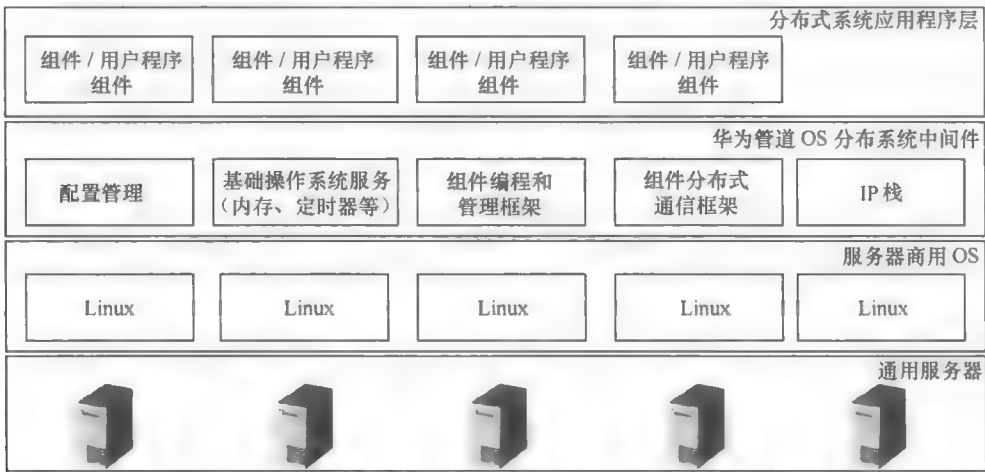 分布式系统应用程序层
组件 / 用户程序
组件
组件 / 用户程序
组件
组件 / 用户程序
组件
组件 / 用户程序
组件
华为管道 OS 分布系统中间件
配置管理
基础操作系统服务
（内存、定时器等）
组件编程和
管理框架
组件分布式
通信框架
IP 栈
服务器商用 OS
Linux
Linux
Linux
Linux
Linux
通用服务器